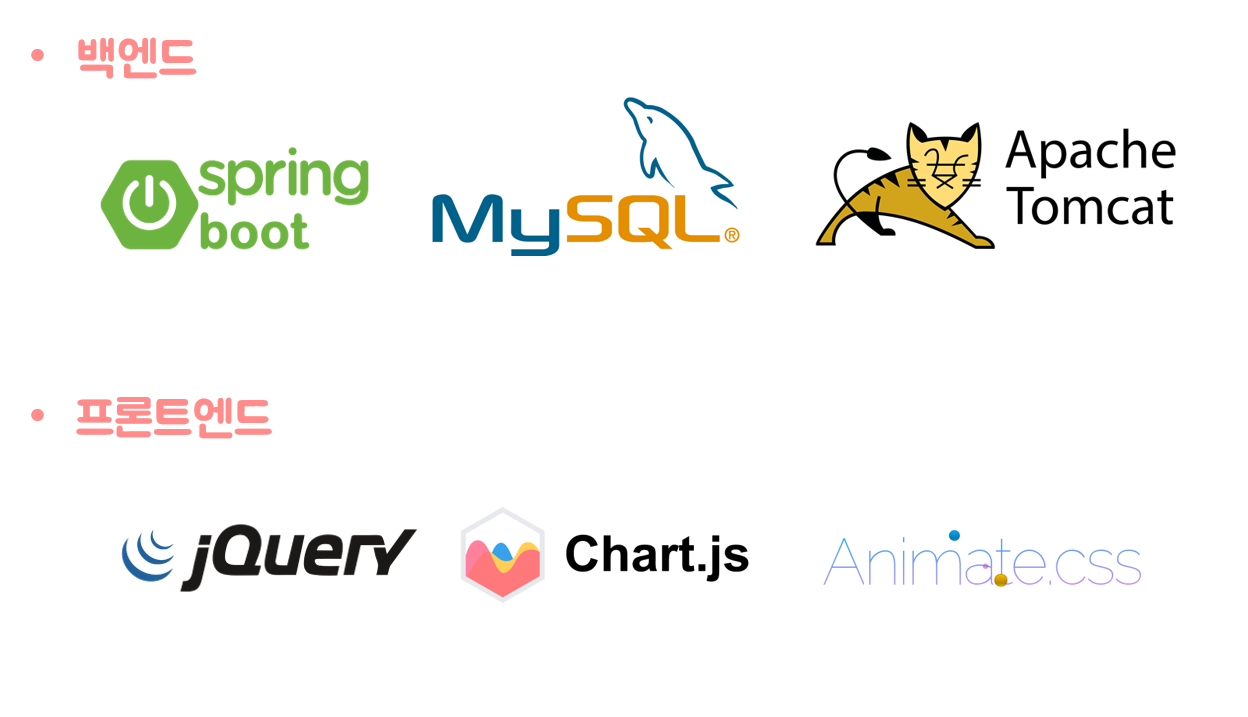 • 백엔드
spring
boot
MySQL®
Apache
Tomcat
• 프론트엔드
jQuery
Chart.js
Animate.css